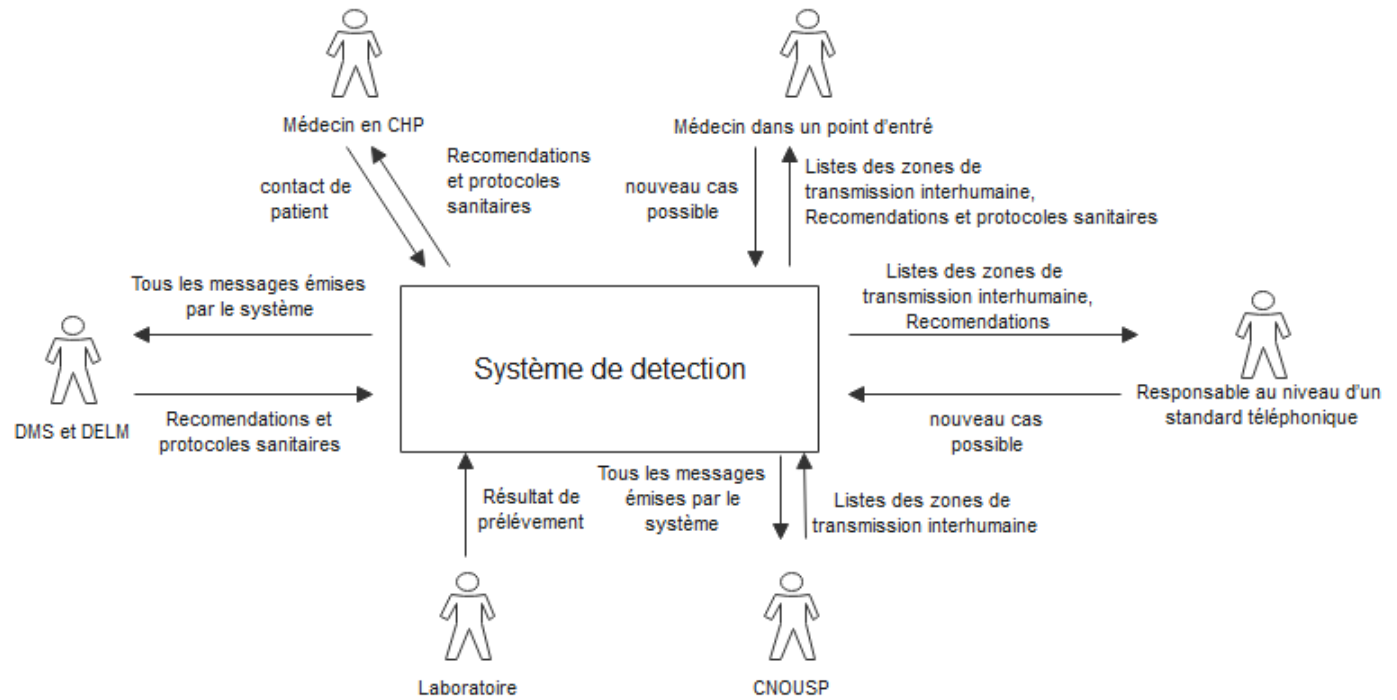 Médecin en CHP
Médecin dans un point d'entré
contact de
patient
Recomendations
et protocoles
sanitaires
nouveau cas
possible
Listes des zones de
transmission interhumaine,
Recomendations et protocoles sanitaires
Tous les messages émises
par le système
Listes des zones de
transmission interhumaine,
Recomendations
Système de detection
DMS et DELM
Recomendations et
protocoles sanitaires
Responsable au niveau d'un
standard téléphonique
nouveau cas
possible
Résultat de
prélévement
Tous les messages
émises par le
système
Listes des zones de
transmission interhumaine
Laboratoire
CNOUSP